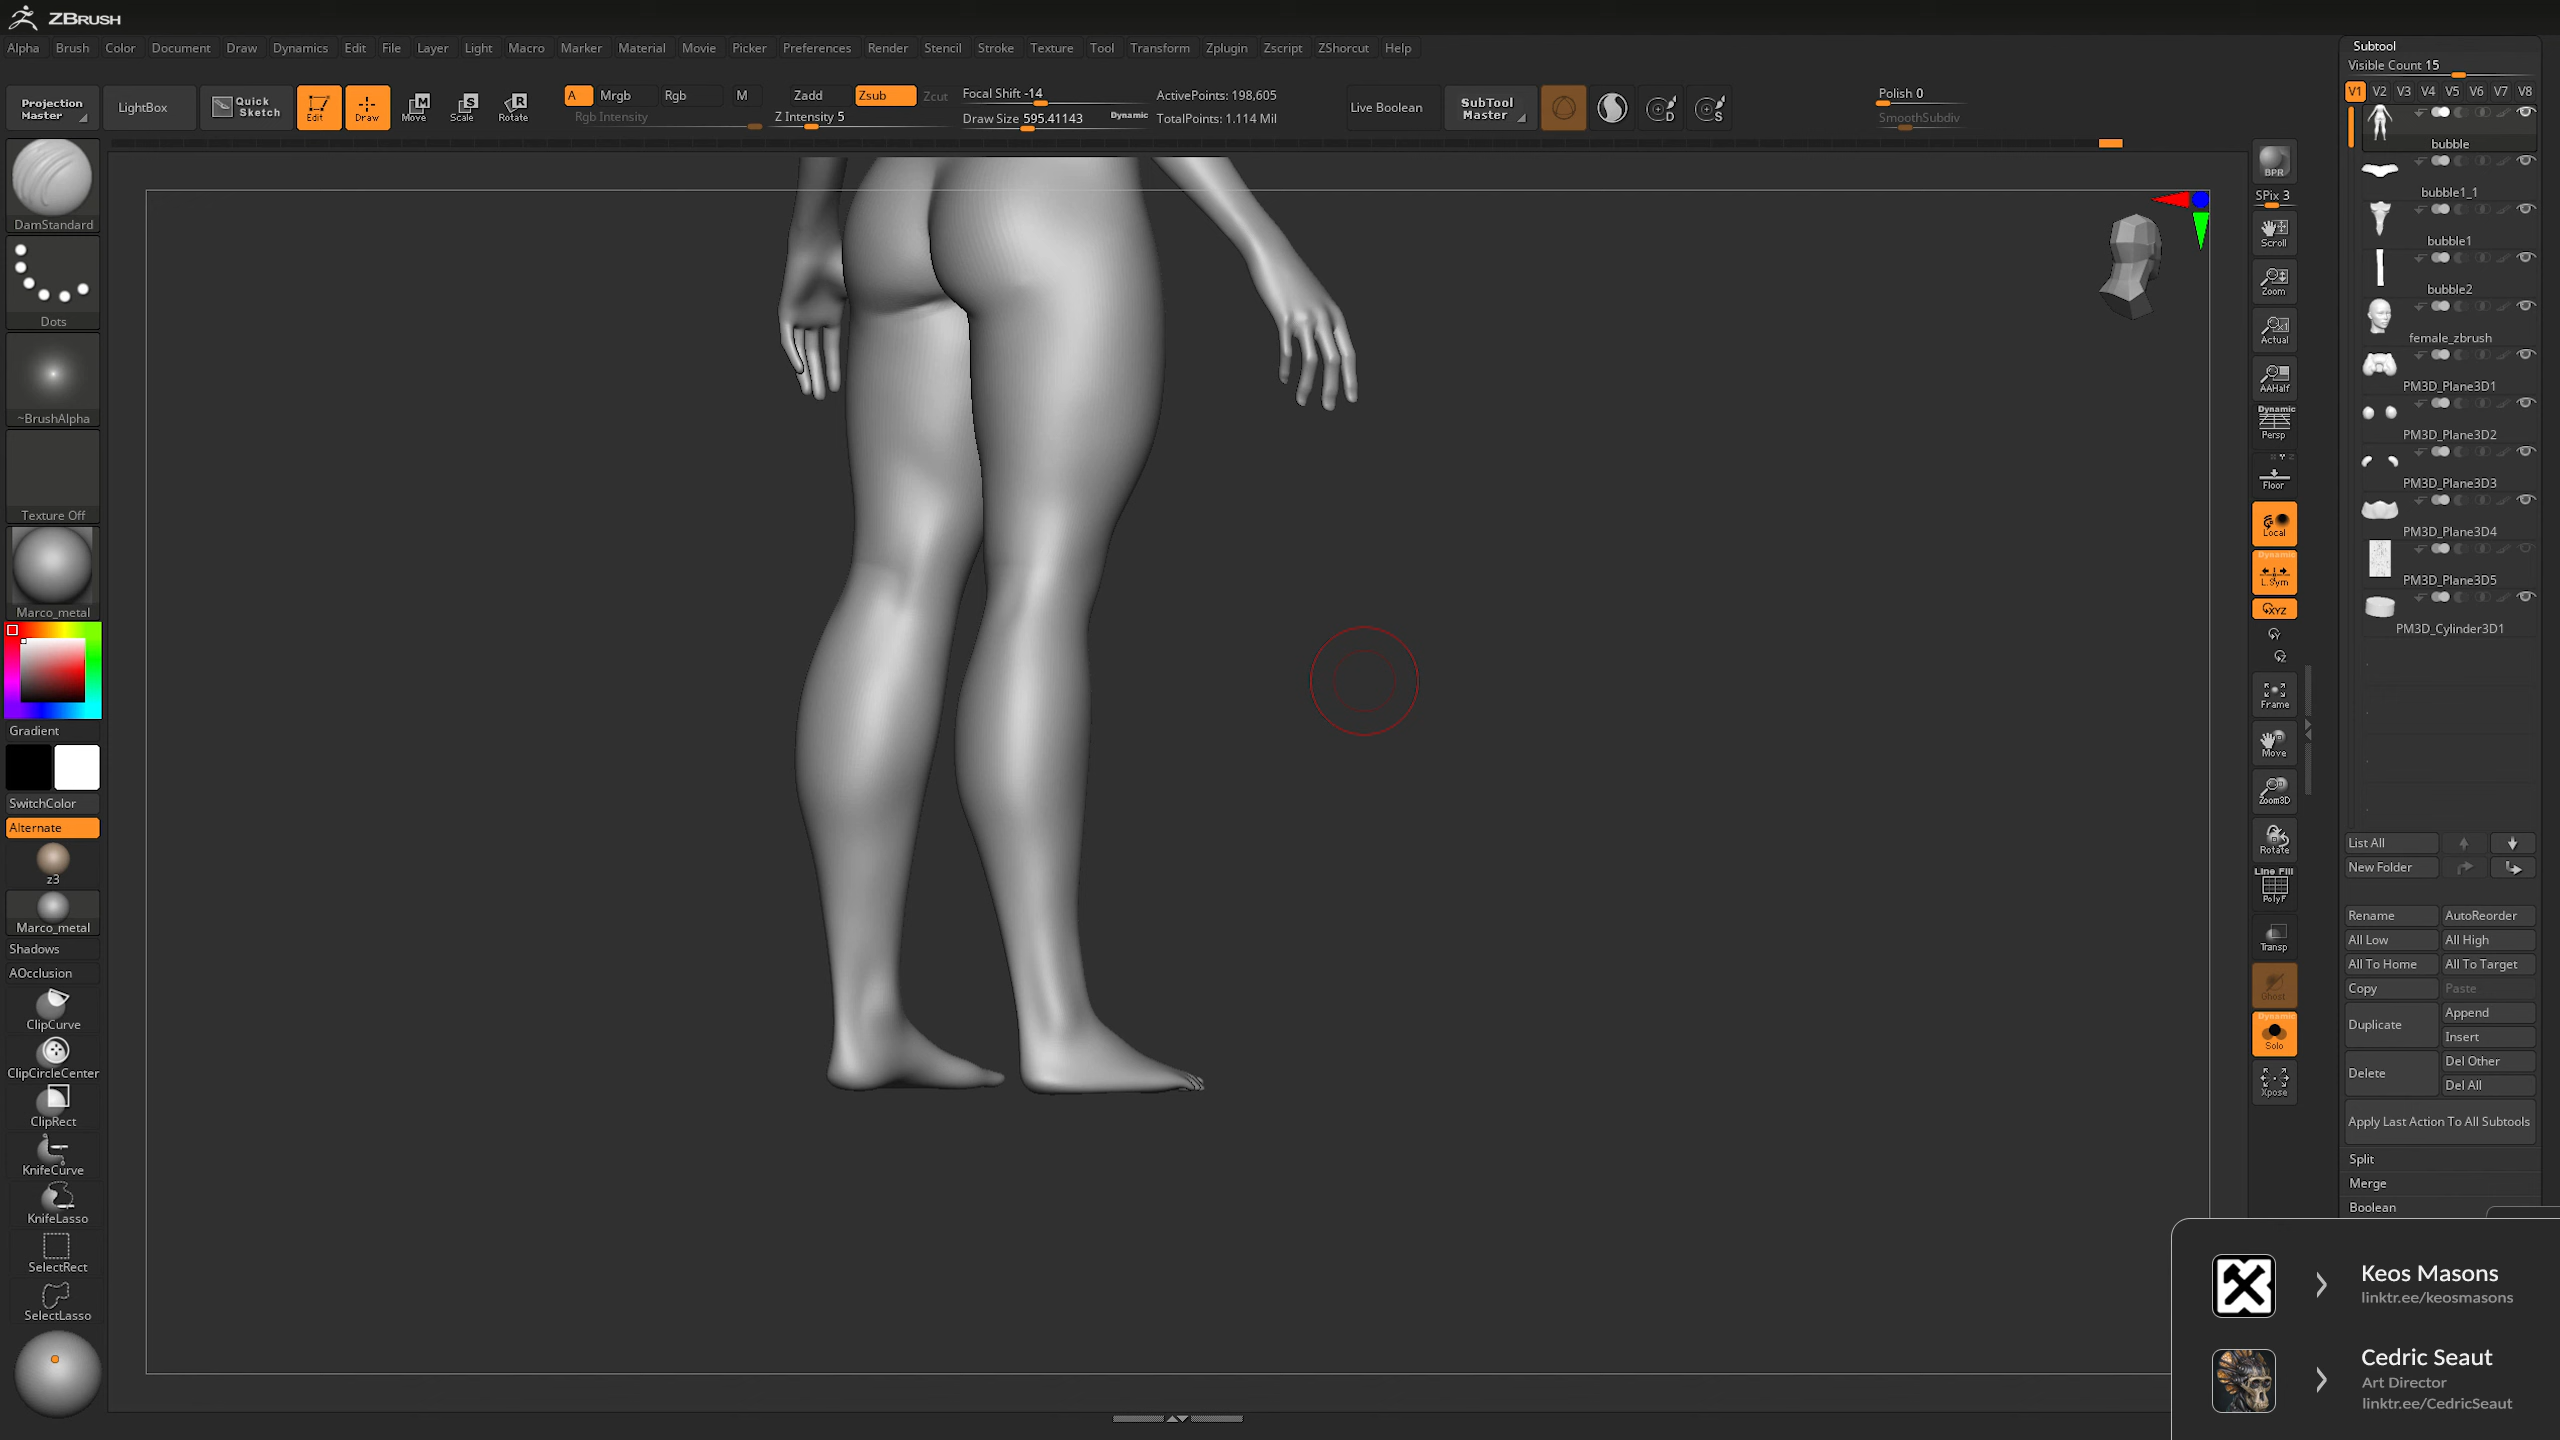 ZBRUSH
Alpha Brush Color Document Draw Dynamics Edit File Layer Light Macro Marker Material Movie Picker Preferences Render Stencil Stroke Texture Tool Transform Zplugin Zscript ZShorcut Help
Projection
Master
LightBox
Quick
Sketch
Edit
Draw
Move
Scale
Rotate
A Mrgb Rgb M
Rgb Intensity
Zadd Zsub Zcut
Z Intensity 5
Focal Shift -14
Draw Size 595.41143
Dynamic
ActivePoints: 198,605
TotalPoints: 1.114 Mil
Live Boolean
SubTool
Master
Polish 0
SmoothSubdiv
DamStandard
Dots
~BrushAlpha
Texture Off
Marco_metal
Gradient
SwitchColor
Alternate
z3
Marco_metal
Shadows
AOcclusion
ClipCurve
ClipCircleCenter
ClipRect
KnifeCurve
KnifeLasso
SelectRect
SelectLasso
BPR
SPix 3
Scroll
Zoom
Actual
AAHalf
Dynamic
Persp
Floor
Local
Dynamic
L.Sym
XYZ
Frame
Move
Zoom3D
Rotate
Line Fill
PolyF
Transp
Ghost
Dynamic
Solo
Xpose
Subtool
Visible Count 15
V1 V2 V3 V4 V5 V6 V7 V8
bubble
bubble1_1
bubble1
bubble2
female_zbrush
PM3D_Plane3D1
PM3D_Plane3D2
PM3D_Plane3D3
PM3D_Plane3D4
PM3D_Plane3D5
PM3D_Cylinder3D1
List All
New Folder
Rename AutoReorder
All Low All High
All To Home All To Target
Copy Paste
Duplicate
Append
Insert
Delete
Del Other
Del All
Apply Last Action To All Subtools
Split
Merge
Boolean
Keos Masons
linktr.ee/keosmasons
Cedric Seaut
Art Director
linktr.ee/CedricSeaut